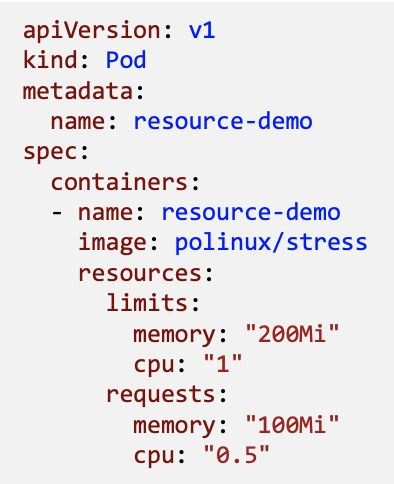 apiVersion: v1
kind: Pod
metadata:
  name: resource-demo
spec:
  containers:
  - name: resource-demo
    image: polinux/stress
    resources:
      limits:
        memory: "200Mi"
        cpu: "1"
      requests:
        memory: "100Mi"
        cpu: "0.5"